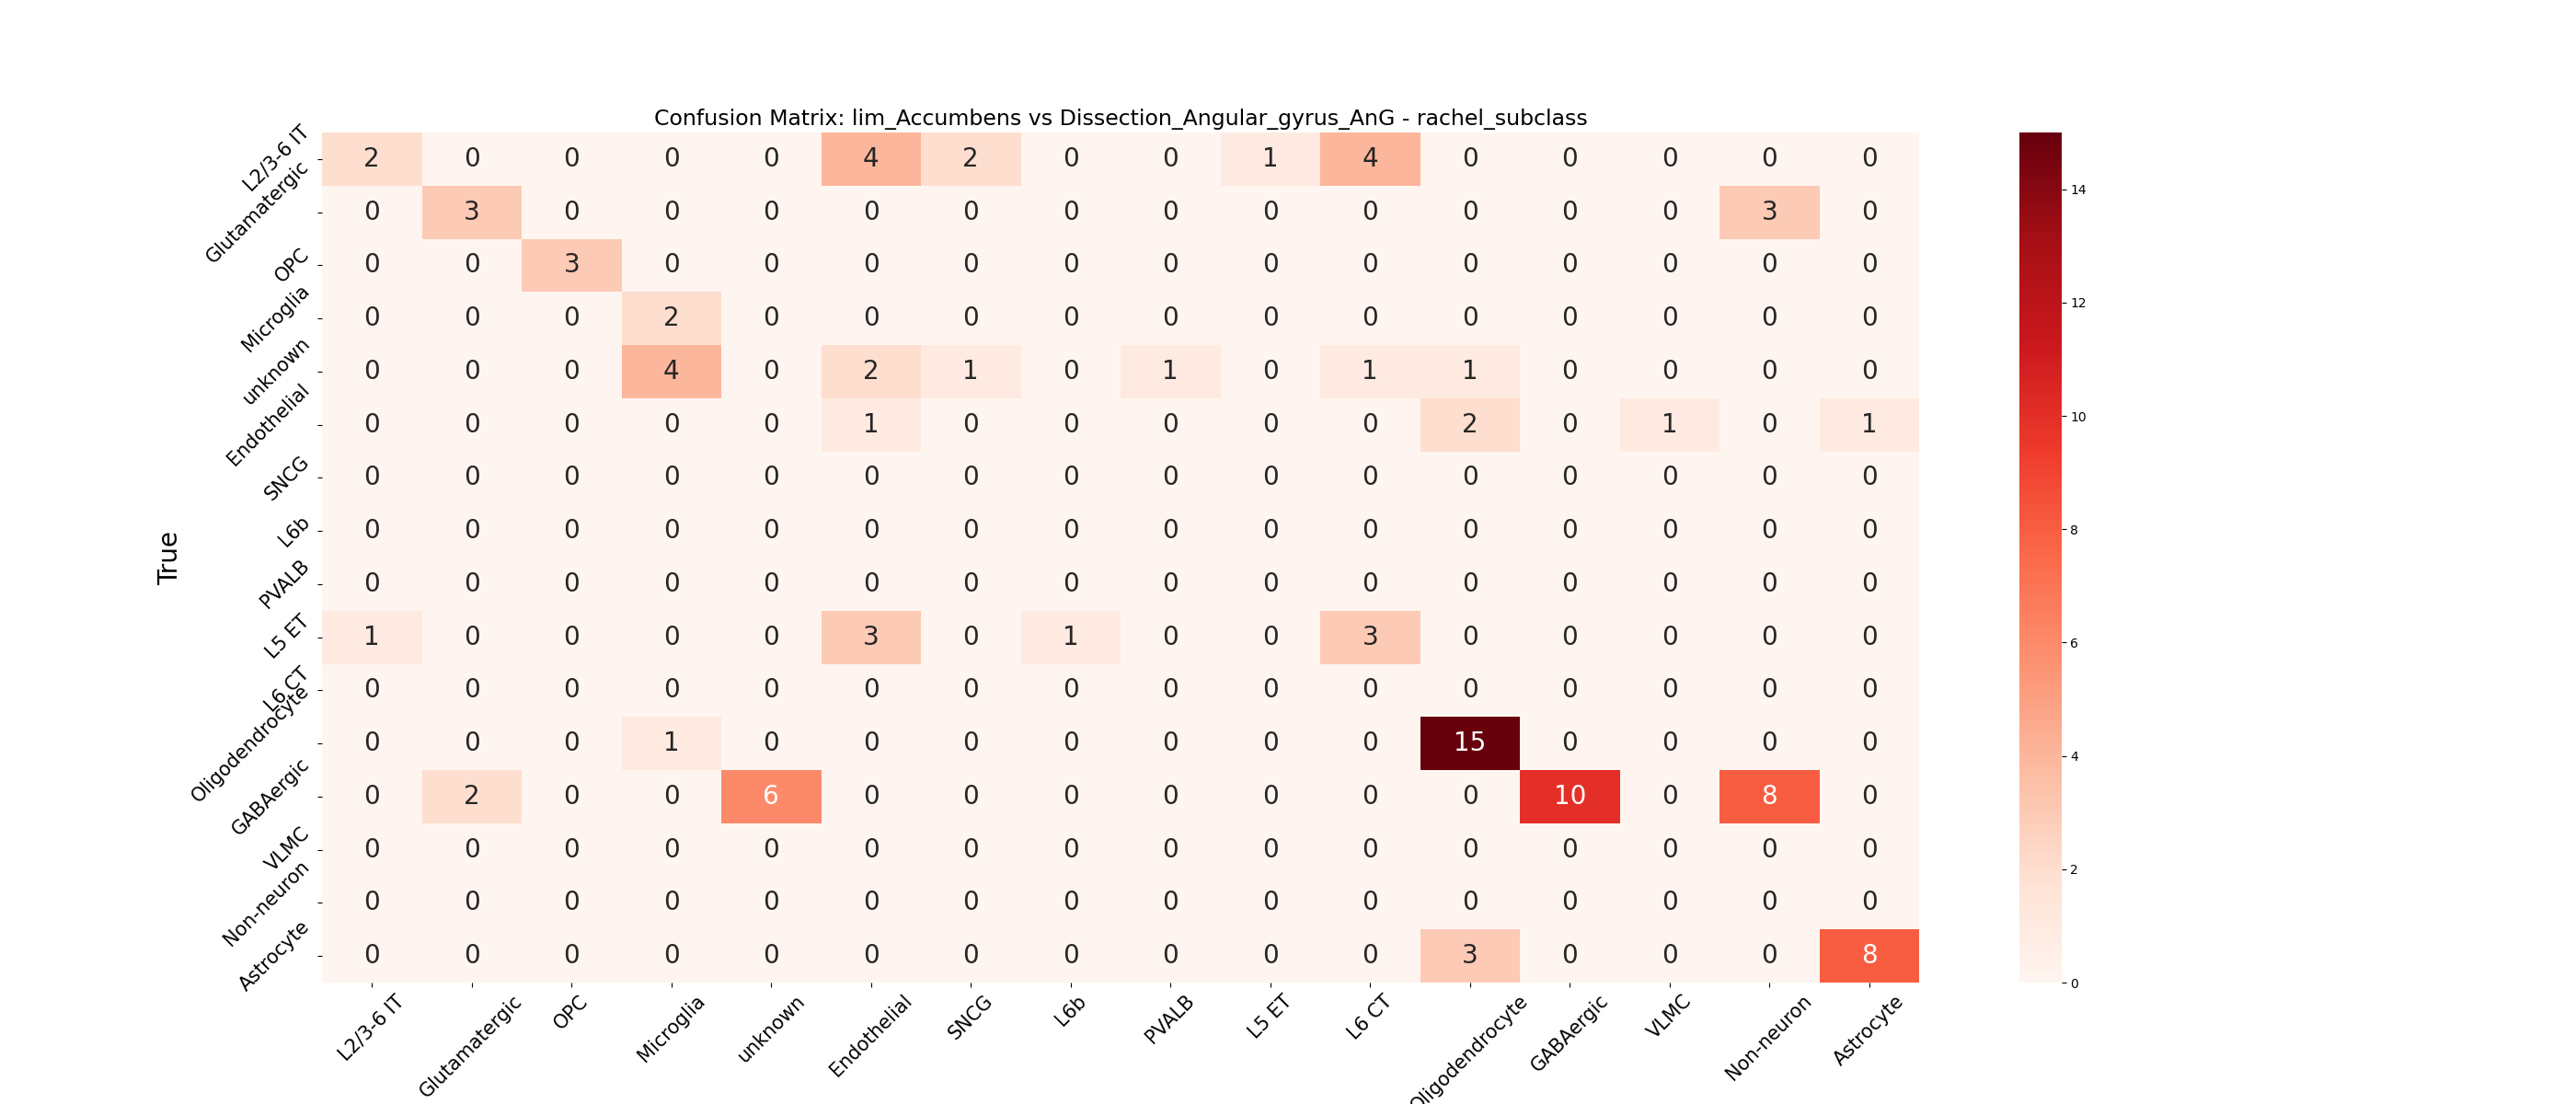 Confusion Matrix: lim_Accumbens vs Dissection_Angular_gyrus_AnG - rachel_subclass
True
L2/3-6 IT 2 0 0 0 0 4 2 0 0 1 4 0 0 0 0 0
Glutamatergic 0 3 0 0 0 0 0 0 0 0 0 0 0 0 3 0
OPC 0 0 3 0 0 0 0 0 0 0 0 0 0 0 0 0
Microglia 0 0 0 2 0 0 0 0 0 0 0 0 0 0 0 0
unknown 0 0 0 4 0 2 1 0 1 0 1 1 0 0 0 0
Endothelial 0 0 0 0 0 1 0 0 0 0 0 2 0 1 0 1
SNCG 0 0 0 0 0 0 0 0 0 0 0 0 0 0 0 0
L6b 0 0 0 0 0 0 0 0 0 0 0 0 0 0 0 0
PVALB 0 0 0 0 0 0 0 0 0 0 0 0 0 0 0 0
L5 ET 1 0 0 0 0 3 0 1 0 0 3 0 0 0 0 0
L6 CT 0 0 0 0 0 0 0 0 0 0 0 0 0 0 0 0
Oligodendrocyte 0 0 0 1 0 0 0 0 0 0 0 15 0 0 0 0
GABAergic 0 2 0 0 6 0 0 0 0 0 0 0 10 0 8 0
VLMC 0 0 0 0 0 0 0 0 0 0 0 0 0 0 0 0
Non-neuron 0 0 0 0 0 0 0 0 0 0 0 0 0 0 0 0
Astrocyte 0 0 0 0 0 0 0 0 0 0 0 3 0 0 0 8
L2/3-6 IT Glutamatergic OPC Microglia unknown Endothelial SNCG L6b PVALB L5 ET L6 CT Oligodendrocyte GABAergic VLMC Non-neuron Astrocyte
14
12
10
8
6
4
2
0